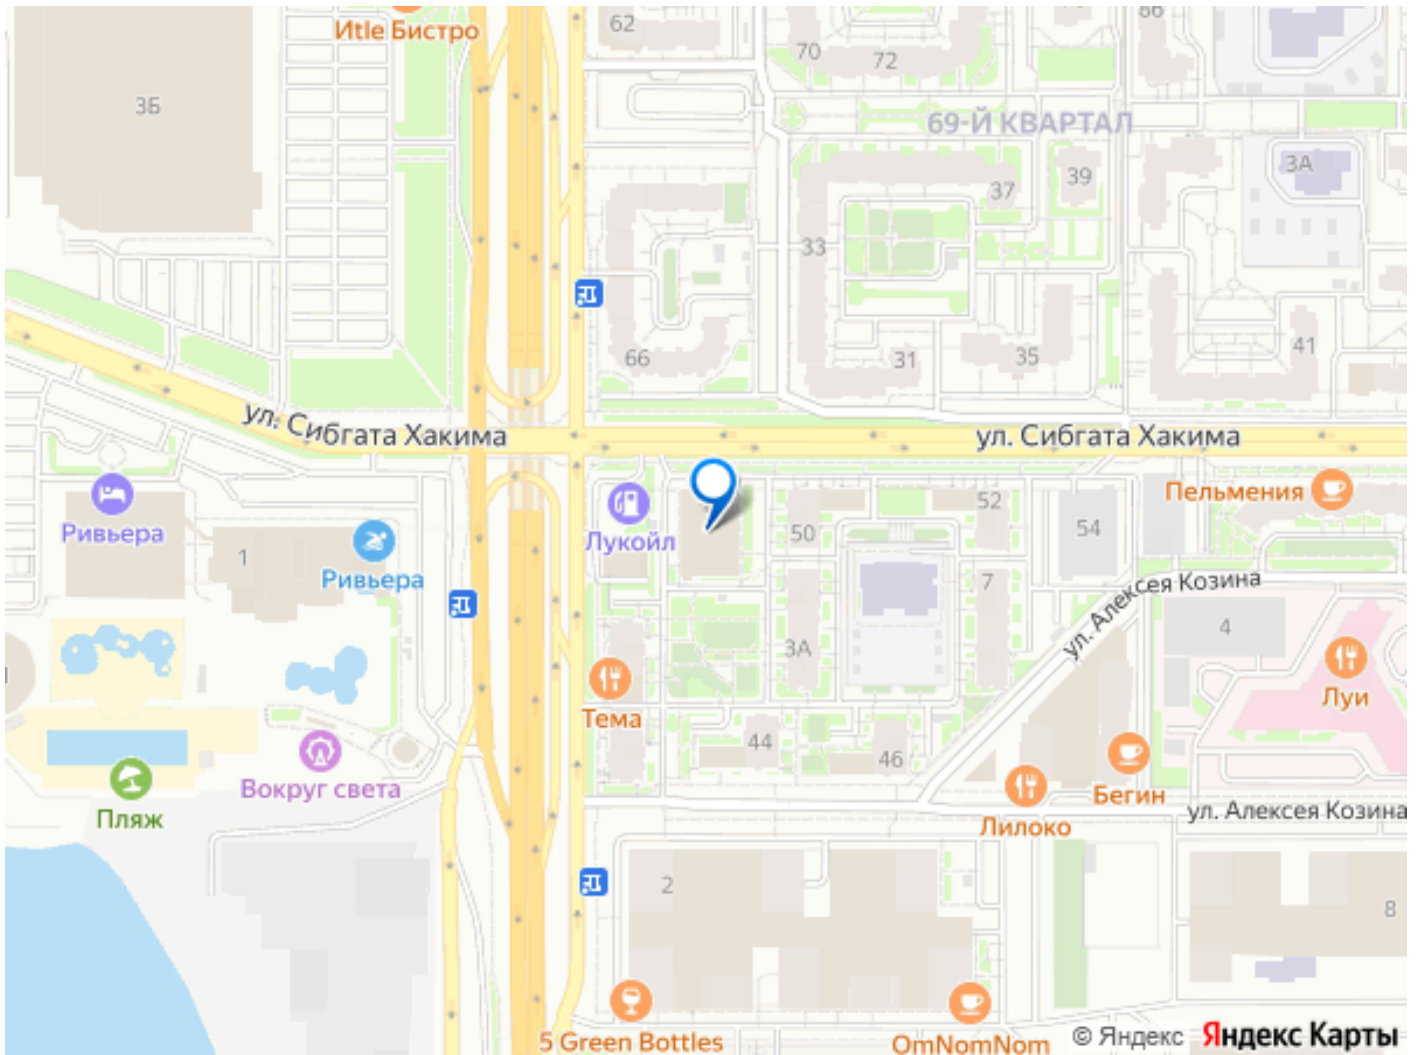 Иtle Бистро
62
66
70
72
3Б
69-Й КВАРТАЛ
3А
37
39
33
66
31
35
41
ул. Сибгата Хакима
ул. Сибгата Хакима
Ривьера
1
Ривьера
Лукойл
50
52
54
Пельмения
7
ул. Алексея Козина
4
3А
Тема
44
46
Луи
Вокруг света
Пляж
Бегин
Лилоко
ул. Алексея Козина
2
8
5 Green Bottles
OmNomNom
© Яндекс Яндекс Карты